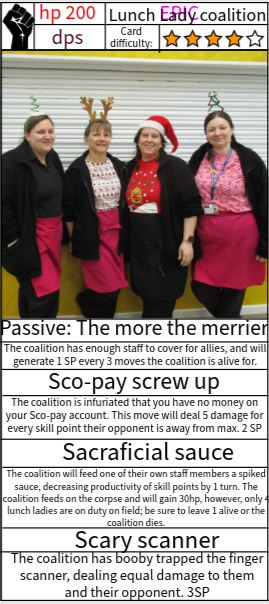 hp 200
Lunch Lady coalition
EPIC
dps
Card
difficulty:
Passive: The more the merrier
The coalition has enough staff to cover for allies, and will
generate 1 SP every 3 moves the coalition is alive for.
Sco-pay screw up
The coalition is infuriatid that you have no money on
your Sco-pay account. This move will deal 5 damage for
every skill point their opponent is away from max. 2 SP
Sacraficial sauce
The coalition will feed one of their own staff members a spiked
sauce, decreasing productivity of skill points by 1 turn. The
coalition feeds on the corpse and will gain 30hp, however, only 4
lunch ladies are on duty on field; be sure to leave 1 alive or the
coalition dies.
Scary scanner
The coalition has booby trapped the finger
scanner, dealing equal damage to them
and their opponent. 3SP